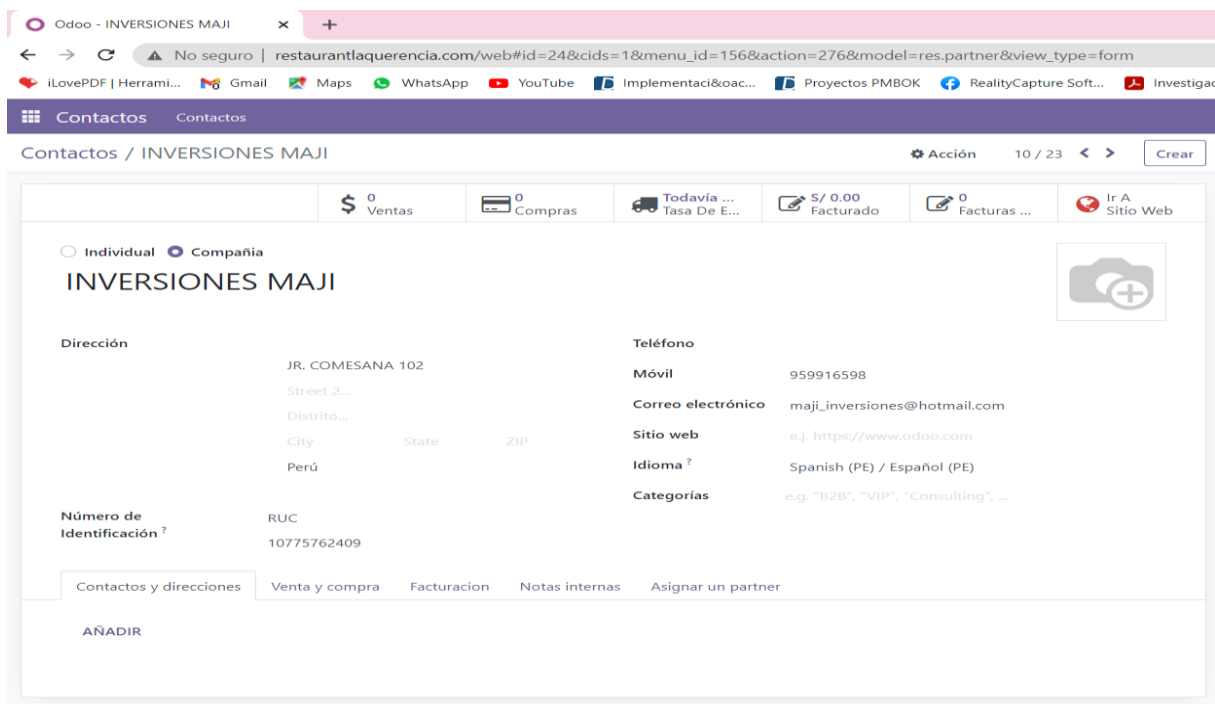 Odoo - INVERSIONES MAJI
No seguro | restaurantlaquerencia.com/web#id=24&cids=1&menu_id=156&action=276&model=res.partner&view_type=form
iLovePDF | Herrami... Gmail Maps WhatsApp YouTube Implementaci&oac... Proyectos PMBOK RealityCapture Soft... Investigac
Contactos Contactos
Contactos / INVERSIONES MAJI Acción 10 / 23 Crear
0 Ventas
0 Compras
Todavía ... Tasa De E...
S/ 0.00 Facturado
0 Facturas ...
Ir A Sitio Web
Individual Compañia
INVERSIONES MAJI
Dirección
JR. COMESANA 102
Street 2...
Distrito...
City State ZIP
Perú
Número de
Identificación ?
RUC
10775762409
Teléfono
Móvil 959916598
Correo electrónico maji_inversiones@hotmail.com
Sitio web e.j. https://www.odoo.com
Idioma ? Spanish (PE) / Español (PE)
Categorías e.g. "B2B", "VIP", "Consulting", ...
Contactos y direcciones Venta y compra Facturacion Notas internas Asignar un partner
AÑADIR